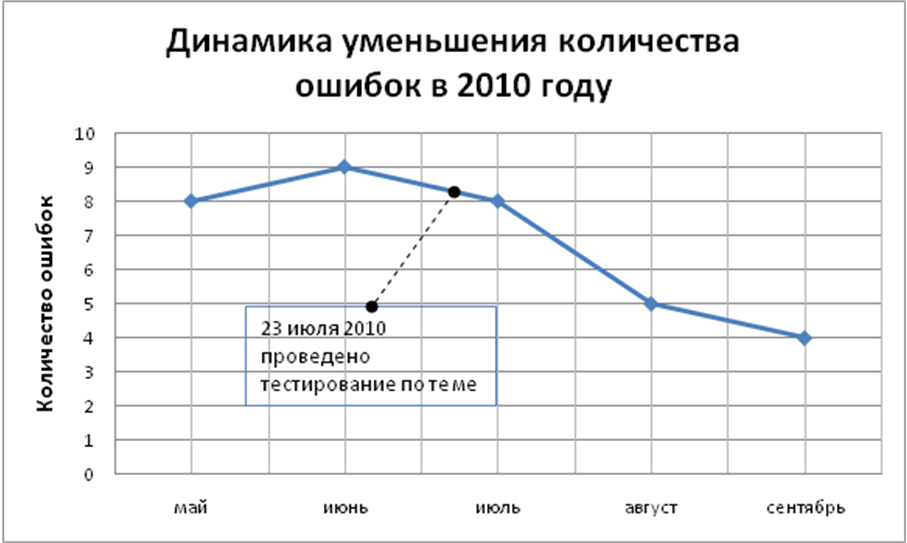 Динамика уменьшения количества
ошибок в 2010 году
Количество ошибок
10
9
8
7
6
5
4
3
2
1
0
23 июля 2010
проведено
тестирование по теме
май июнь июль август сентябрь